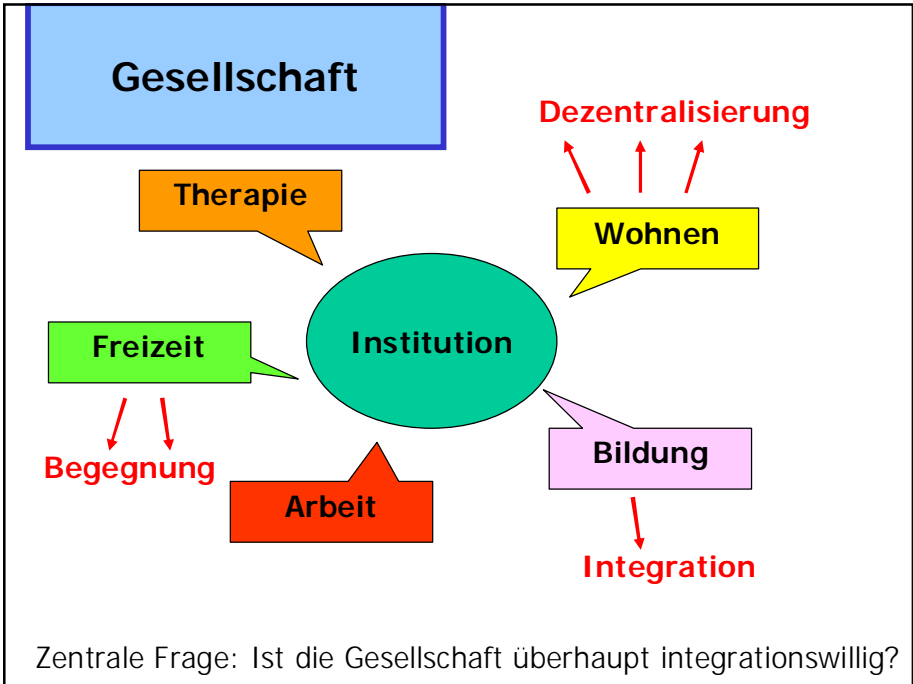 Gesellschaft
Dezentralisierung
Therapie
Wohnen
Institution
Freizeit
Bildung
Begegnung
Arbeit
Integration
Zentrale Frage: Ist die Gesellschaft überhaupt integrationswillig?